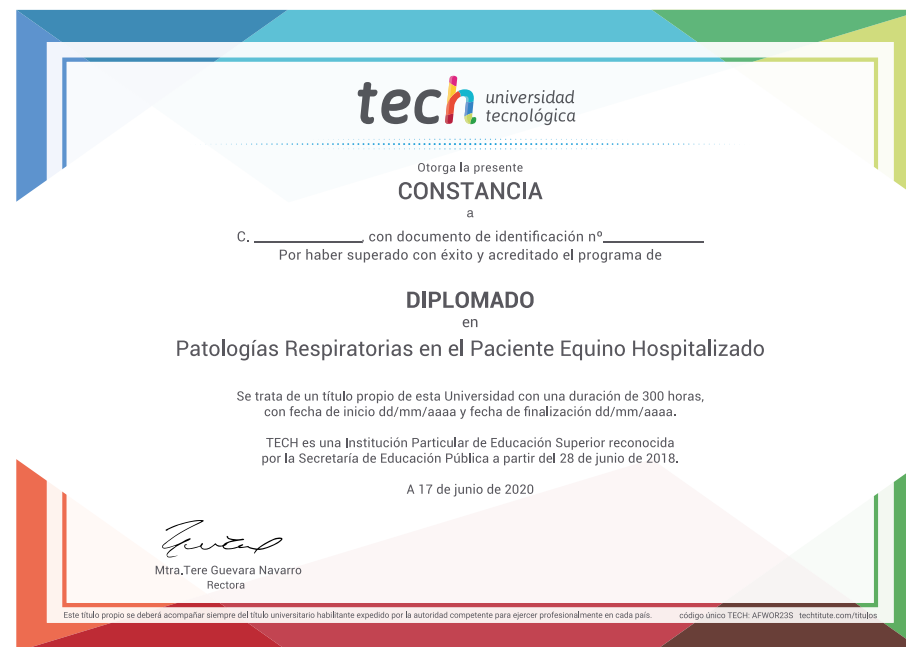 tech universidad
tecnológica
Otorga la presente
CONSTANCIA
a
C. ____________, con documento de identificación nº____________
Por haber superado con éxito y acreditado el programa de
DIPLOMADO
en
Patologías Respiratorias en el Paciente Equino Hospitalizado
Se trata de un título propio de esta Universidad con una duración de 300 horas,
con fecha de inicio dd/mm/aaaa y fecha de finalización dd/mm/aaaa.
TECH es una Institución Particular de Educación Superior reconocida
por la Secretaría de Educación Pública a partir del 28 de junio de 2018.
A 17 de junio de 2020
Mtra.Tere Guevara Navarro
Rectora
Este título propio se deberá acompañar siempre del título universitario habilitante expedido por la autoridad competente para ejercer profesionalmente en cada país. código único TECH: AFWOR23S techtitute.com/títulos